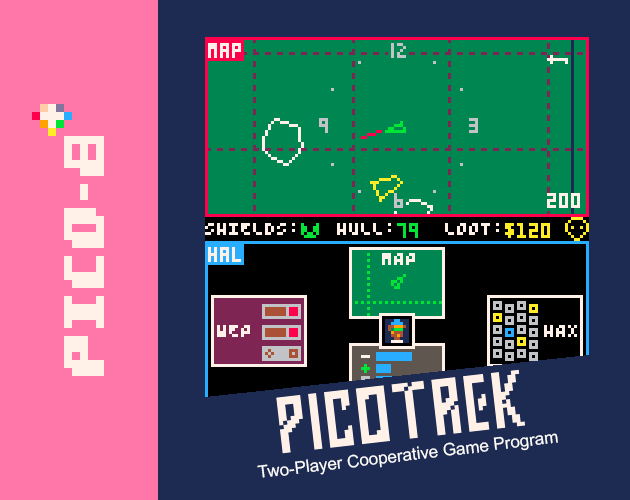 PICO-8
MAP
12
9
3
6
200
SHIELDS:
HULL:79
LOOT:$120
HAL
MAP
WEP
HAX
PICOTREK
Two-Player Cooperative Game Program